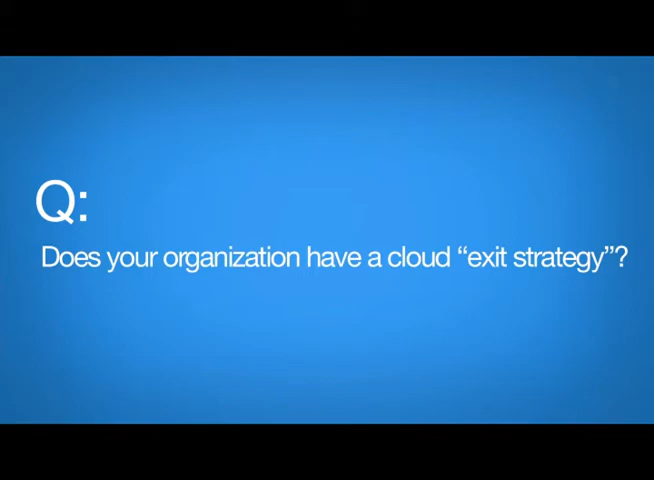 Q:
Does your organization have a cloud “exit strategy”?